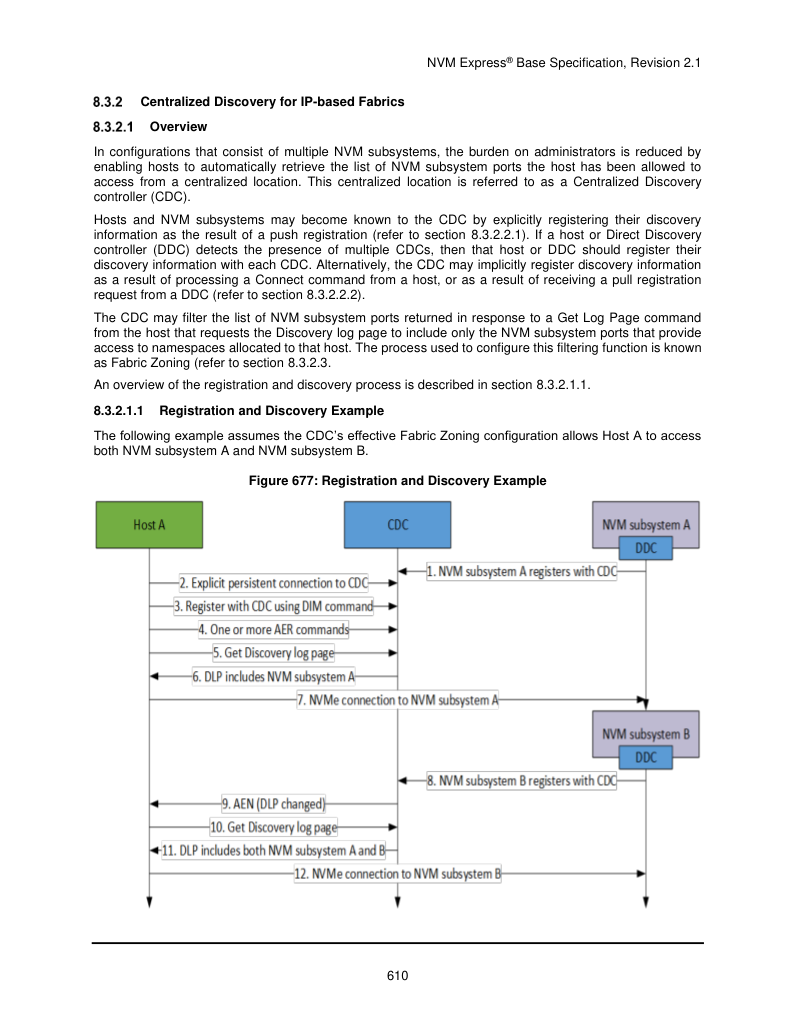 NVM Express® Base Specification, Revision 2.1
8.3.2 Centralized Discovery for IP-based Fabrics
8.3.2.1 Overview
In configurations that consist of multiple NVM subsystems, the burden on administrators is reduced by
enabling hosts to automatically retrieve the list of NVM subsystem ports the host has been allowed to
access from a centralized location. This centralized location is referred to as a Centralized Discovery
controller (CDC).
Hosts and NVM subsystems may become known to the CDC by explicitly registering their discovery
information as the result of a push registration (refer to section 8.3.2.2.1). If a host or Direct Discovery
controller (DDC) detects the presence of multiple CDCs, then that host or DDC should register their
discovery information with each CDC. Alternatively, the CDC may implicitly register discovery information
as a result of processing a Connect command from a host, or as a result of receiving a pull registration
request from a DDC (refer to section 8.3.2.2.2).
The CDC may filter the list of NVM subsystem ports returned in response to a Get Log Page command
from the host that requests the Discovery log page to include only the NVM subsystem ports that provide
access to namespaces allocated to that host. The process used to configure this filtering function is known
as Fabric Zoning (refer to section 8.3.2.3.
An overview of the registration and discovery process is described in section 8.3.2.1.1.
8.3.2.1.1 Registration and Discovery Example
The following example assumes the CDC's effective Fabric Zoning configuration allows Host A to access
both NVM subsystem A and NVM subsystem B.
Figure 677: Registration and Discovery Example
Host A
CDC
NVM subsystem A
DDC
1. NVM subsystem A registers with CDC
2. Explicit persistent connection to CDC
3. Register with CDC using DIM command
4. One or more AER commands
5. Get Discovery log page
6. DLP includes NVM subsystem A
7. NVMe connection to NVM subsystem A
NVM subsystem B
DDC
8. NVM subsystem B registers with CDC
9. AEN (DLP changed)
10. Get Discovery log page
11. DLP includes both NVM subsystem A and B
12. NVMe connection to NVM subsystem B
610